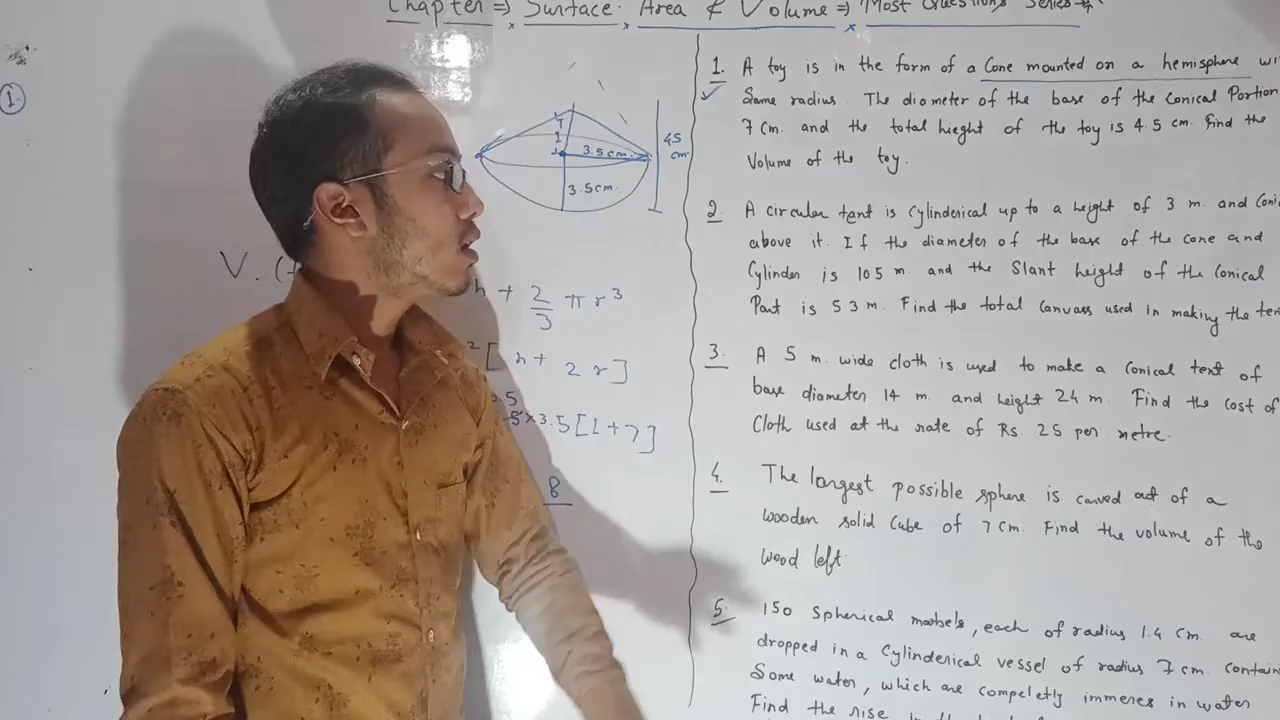 Chapter ⇒ Surface Area & Volume ⇒ Most Questions Series
1.
4.5 cm.
1
3.5 cm.
3.5 cm.
V. (
h + 2/3 π r³
²[ h + 2r]
3.5
5×3.5[1+7]
8
1. A toy is in the form of a Cone mounted on a hemisphere wi
Same radius. The diameter of the base of the Conical Portion
7 cm. and the total hieght of the toy is 4.5 cm. Find the
Volume of the toy.
2. A circular tent is Cylinderical up to a height of 3 m. and Coni
above it. If the diameter of the base of the cone and
Cylinder is 105 m. and the Slant height of the Conical
Part is 53 m. Find the total Canvass used in making the ten
3. A 5 m. wide cloth is used to make a Conical tent of
base diameter 14 m. and height 24 m. Find the cost of
Cloth used at the rate of Rs. 25 per metre.
4. The longest possible sphere is carved out of a
wooden solid Cube of 7 cm. Find the volume of the
wood left.
5. 150 Spherical marbels, each of radius 1.4 cm. are
dropped in a Cylinderical vessel of radius 7 cm. contain
Some water, which are compeletly immeres in water
Find the rise in